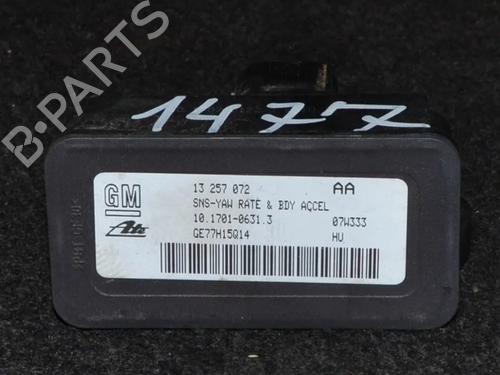 1477
B-PARTS
GM
Ate
13 257 072 AA
SNS-YAW RATE & BDY ACCEL
10.1701-0631.3 07W333
GE77H15Q14 HU